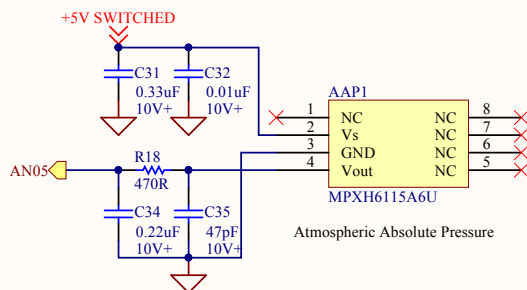 +5V SWITCHED
C31
0.33uF
10V+
C32
0.01uF
10V+
AAP1
1 NC NC 8
2 Vs NC 7
3 GND NC 6
4 Vout NC 5
MPXH6115A6U
AN05
R18
470R
C34
0.22uF
10V+
C35
47pF
10V+
Atmospheric Absolute Pressure